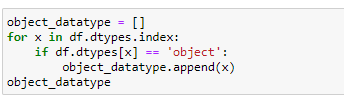 object_datatype = []
for x in df.dtypes.index:
    if df.dtypes[x] == 'object':
        object_datatype.append(x)
object_datatype